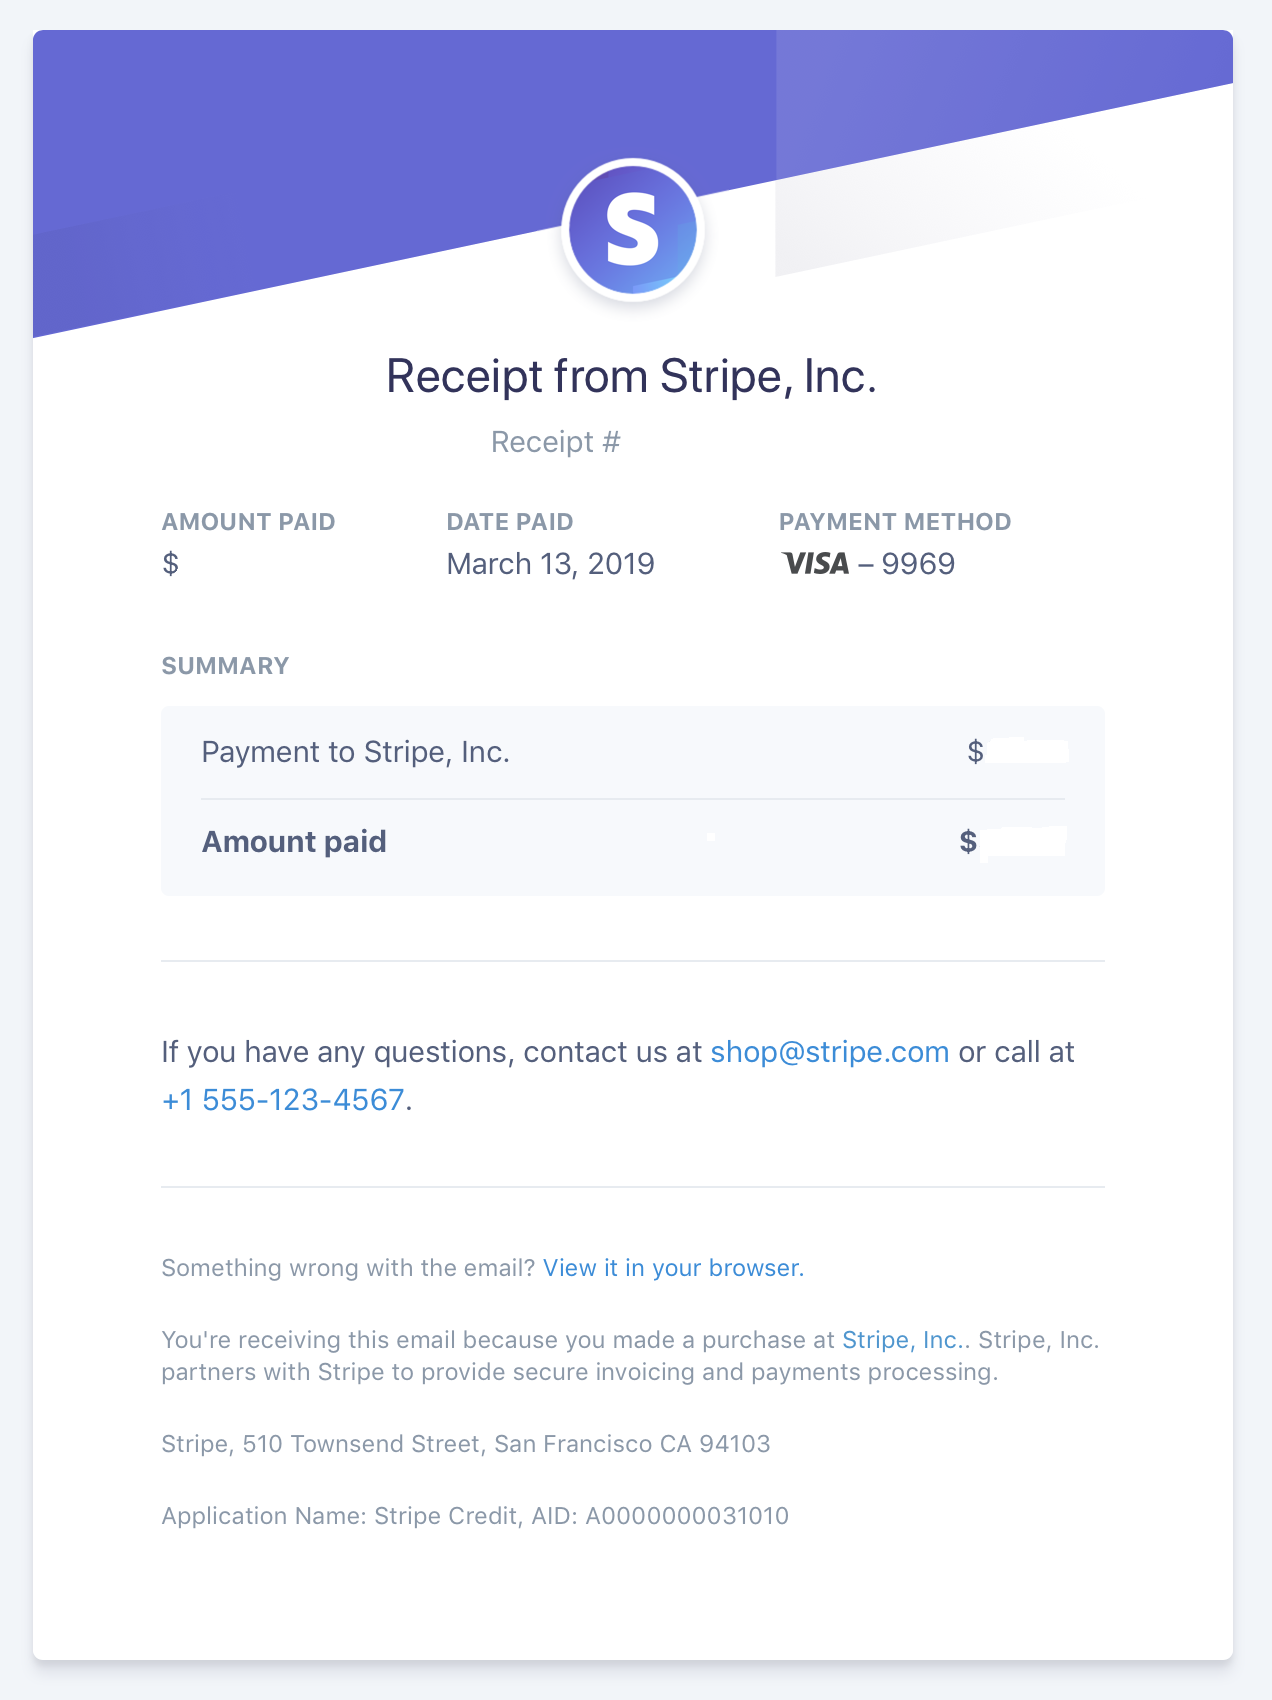 S
Receipt from Stripe, Inc.
Receipt #
AMOUNT PAID
$
DATE PAID
March 13, 2019
PAYMENT METHOD
VISA – 9969
SUMMARY
Payment to Stripe, Inc. $
Amount paid $
If you have any questions, contact us at shop@stripe.com or call at
+1 555-123-4567.
Something wrong with the email? View it in your browser.
You're receiving this email because you made a purchase at Stripe, Inc.. Stripe, Inc.
partners with Stripe to provide secure invoicing and payments processing.
Stripe, 510 Townsend Street, San Francisco CA 94103
Application Name: Stripe Credit, AID: A0000000031010